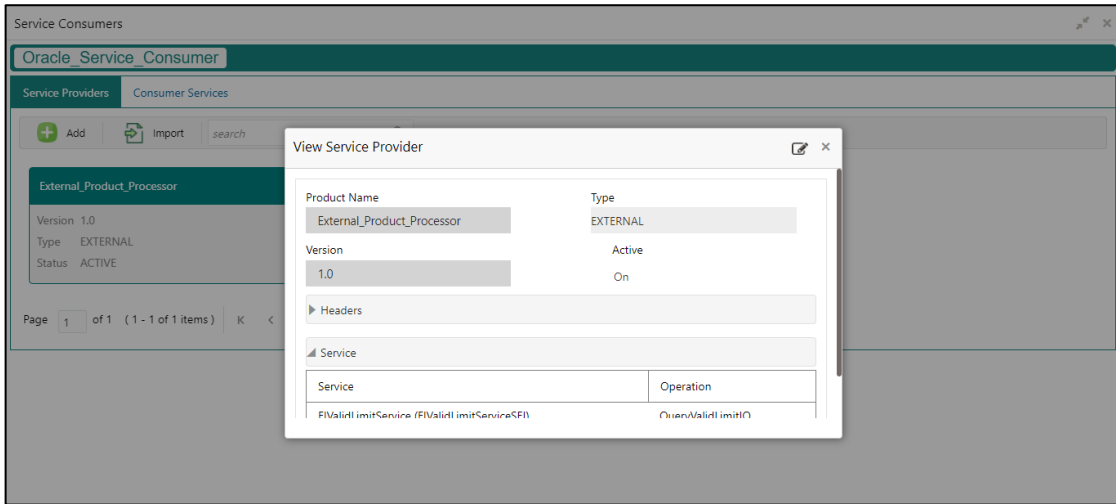 Service Consumers
Oracle_Service_Consumer
Service Providers Consumer Services
Add Import search
External_Product_Processor
Version 1.0
Type EXTERNAL
Status ACTIVE
Page 1 of 1 (1 - 1 of 1 items)
View Service Provider
Product Name Type
External_Product_Processor EXTERNAL
Version Active
1.0 On
Headers
Service
Service Operation